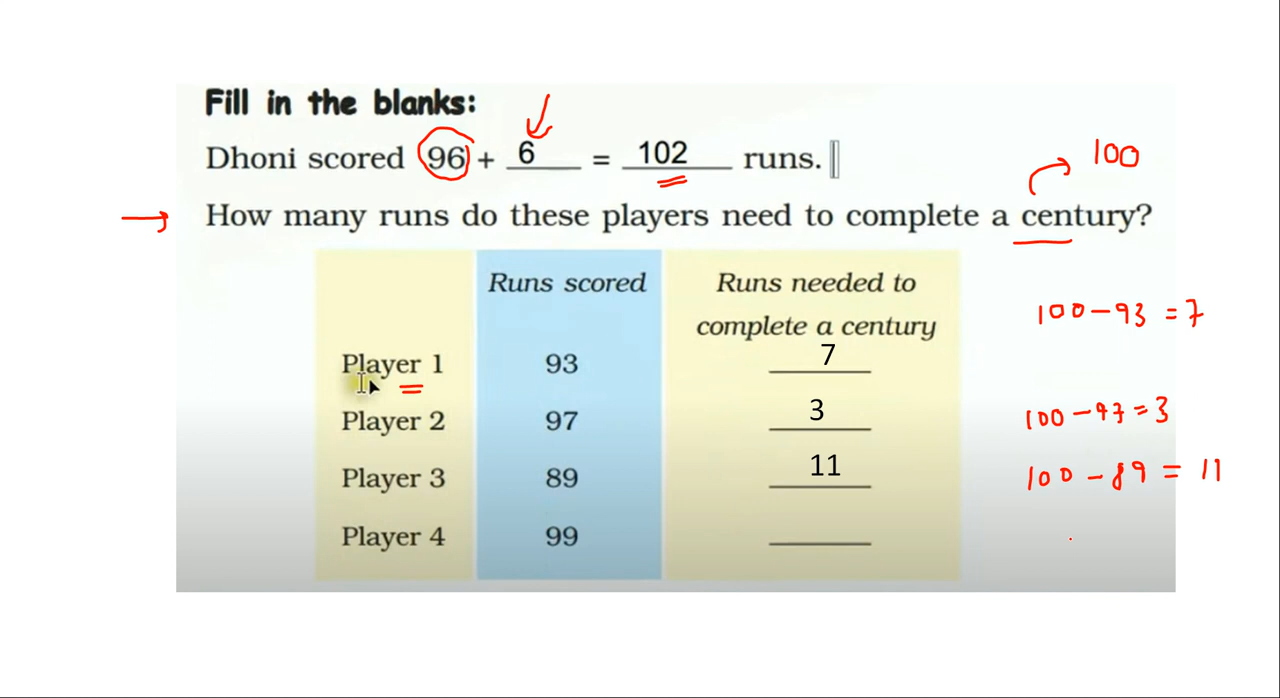 Fill in the blanks:
Dhoni scored 96 + 6 = 102 runs.
100
How many runs do these players need to complete a century?
Runs scored Runs needed to complete a century
Player 1 93 7
100 - 93 = 7
Player 2 97 3
100 - 97 = 3
Player 3 89 11
100 - 89 = 11
Player 4 99